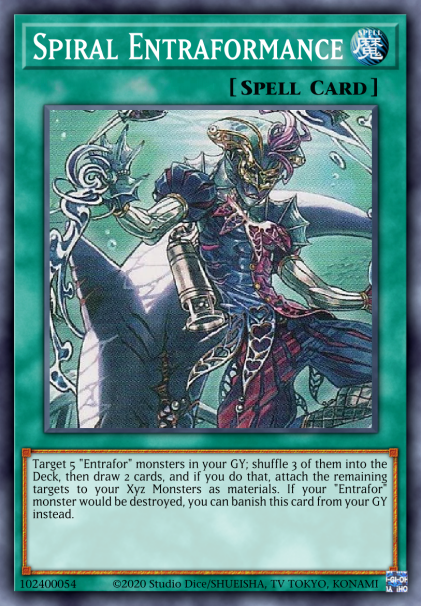 SPIRAL ENTRAFORMANCE
SPELL
魔
[SPELL CARD]
Target 5 "Entrafor" monsters in your GY; shuffle 3 of them into the
Deck, then draw 2 cards, and if you do that, attach the remaining
targets to your Xyz Monsters as materials. If your "Entrafor"
monster would be destroyed, you can banish this card from your GY
instead.
102400054 ©2020 Studio Dice/SHUEISHA, TV TOKYO, KONAMI